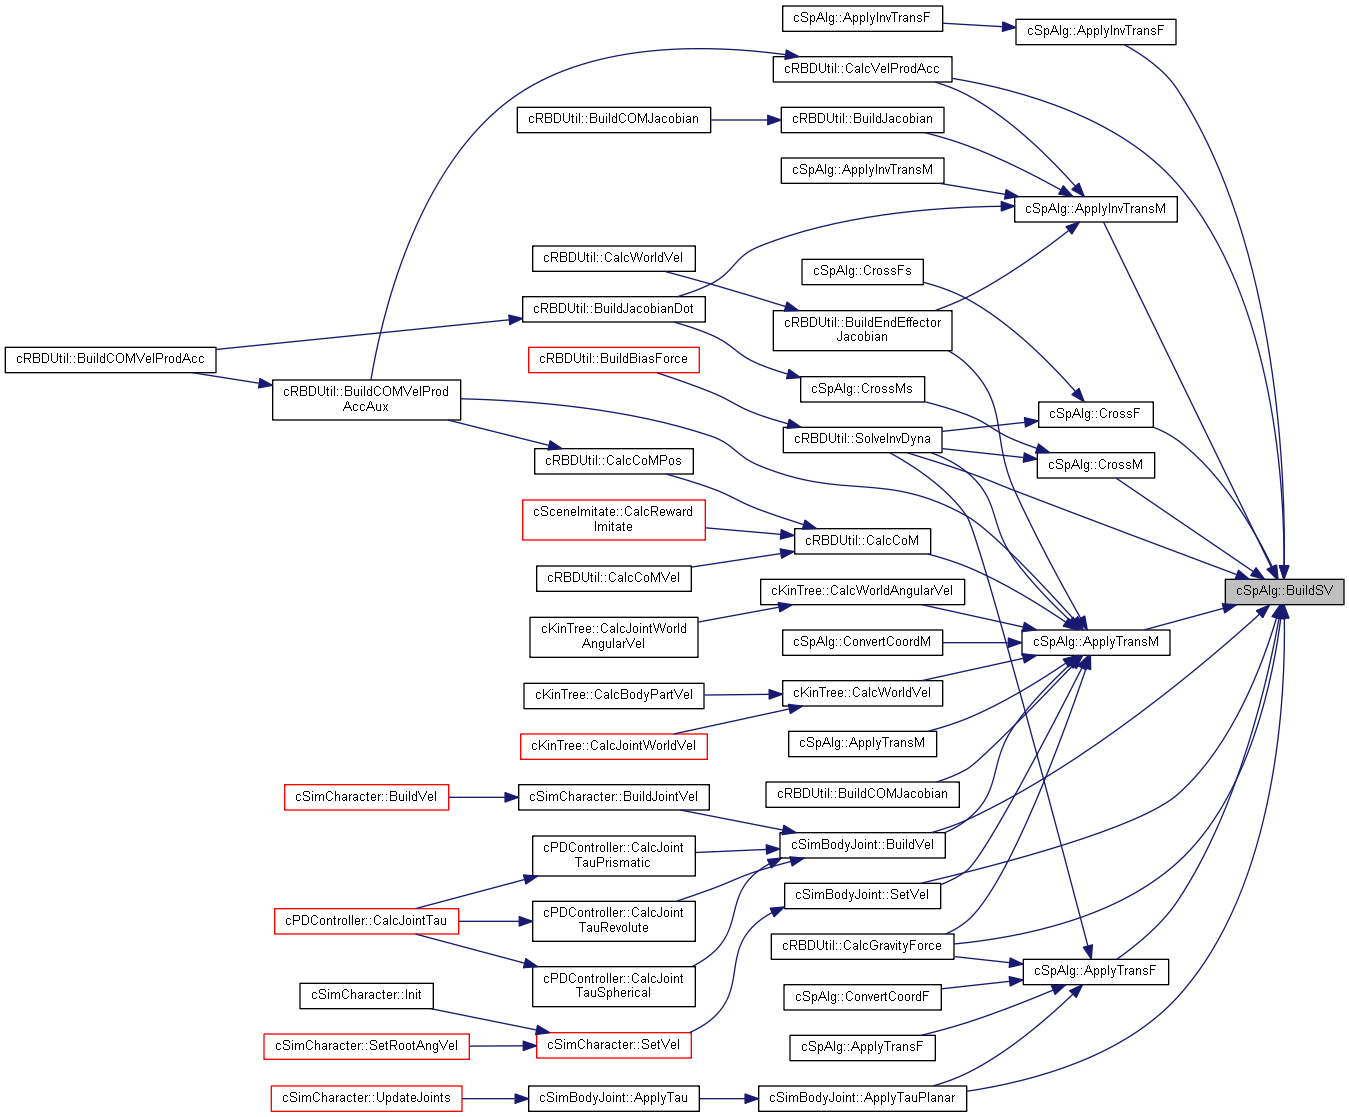 cSpAlg::ApplyInvTransF
cSpAlg::ApplyInvTransF
cRBDUtil::CalcVelProdAcc
cRBDUtil::BuildCOMJacobian
cRBDUtil::BuildJacobian
cSpAlg::ApplyInvTransM
cSpAlg::ApplyInvTransM
cRBDUtil::CalcWorldVel
cSpAlg::CrossFs
cRBDUtil::BuildJacobianDot
cRBDUtil::BuildEndEffector
Jacobian
cRBDUtil::BuildCOMVelProdAcc
cRBDUtil::BuildBiasForce
cRBDUtil::BuildCOMVelProd
AccAux
cSpAlg::CrossMs
cSpAlg::CrossF
cRBDUtil::SolveInvDyna
cRBDUtil::CalcCoMPos
cSpAlg::CrossM
cSceneImitate::CalcReward
Imitate
cRBDUtil::CalcCoM
cRBDUtil::CalcCoMVel
cKinTree::CalcWorldAngularVel
cSpAlg::BuildSV
cKinTree::CalcJointWorld
AngularVel
cSpAlg::ConvertCoordM
cSpAlg::ApplyTransM
cKinTree::CalcBodyPartVel
cKinTree::CalcWorldVel
cKinTree::CalcJointWorldVel
cSpAlg::ApplyTransM
cSimCharacter::BuildVel
cSimCharacter::BuildJointVel
cRBDUtil::BuildCOMJacobian
cPDController::CalcJoint
TauPrismatic
cSimBodyJoint::BuildVel
cPDController::CalcJointTau
cPDController::CalcJoint
TauRevolute
cSimBodyJoint::SetVel
cRBDUtil::CalcGravityForce
cPDController::CalcJoint
TauSpherical
cSpAlg::ApplyTransF
cSimCharacter::Init
cSpAlg::ConvertCoordF
cSimCharacter::SetRootAngVel
cSimCharacter::SetVel
cSpAlg::ApplyTransF
cSimCharacter::UpdateJoints
cSimBodyJoint::ApplyTau
cSimBodyJoint::ApplyTauPlanar